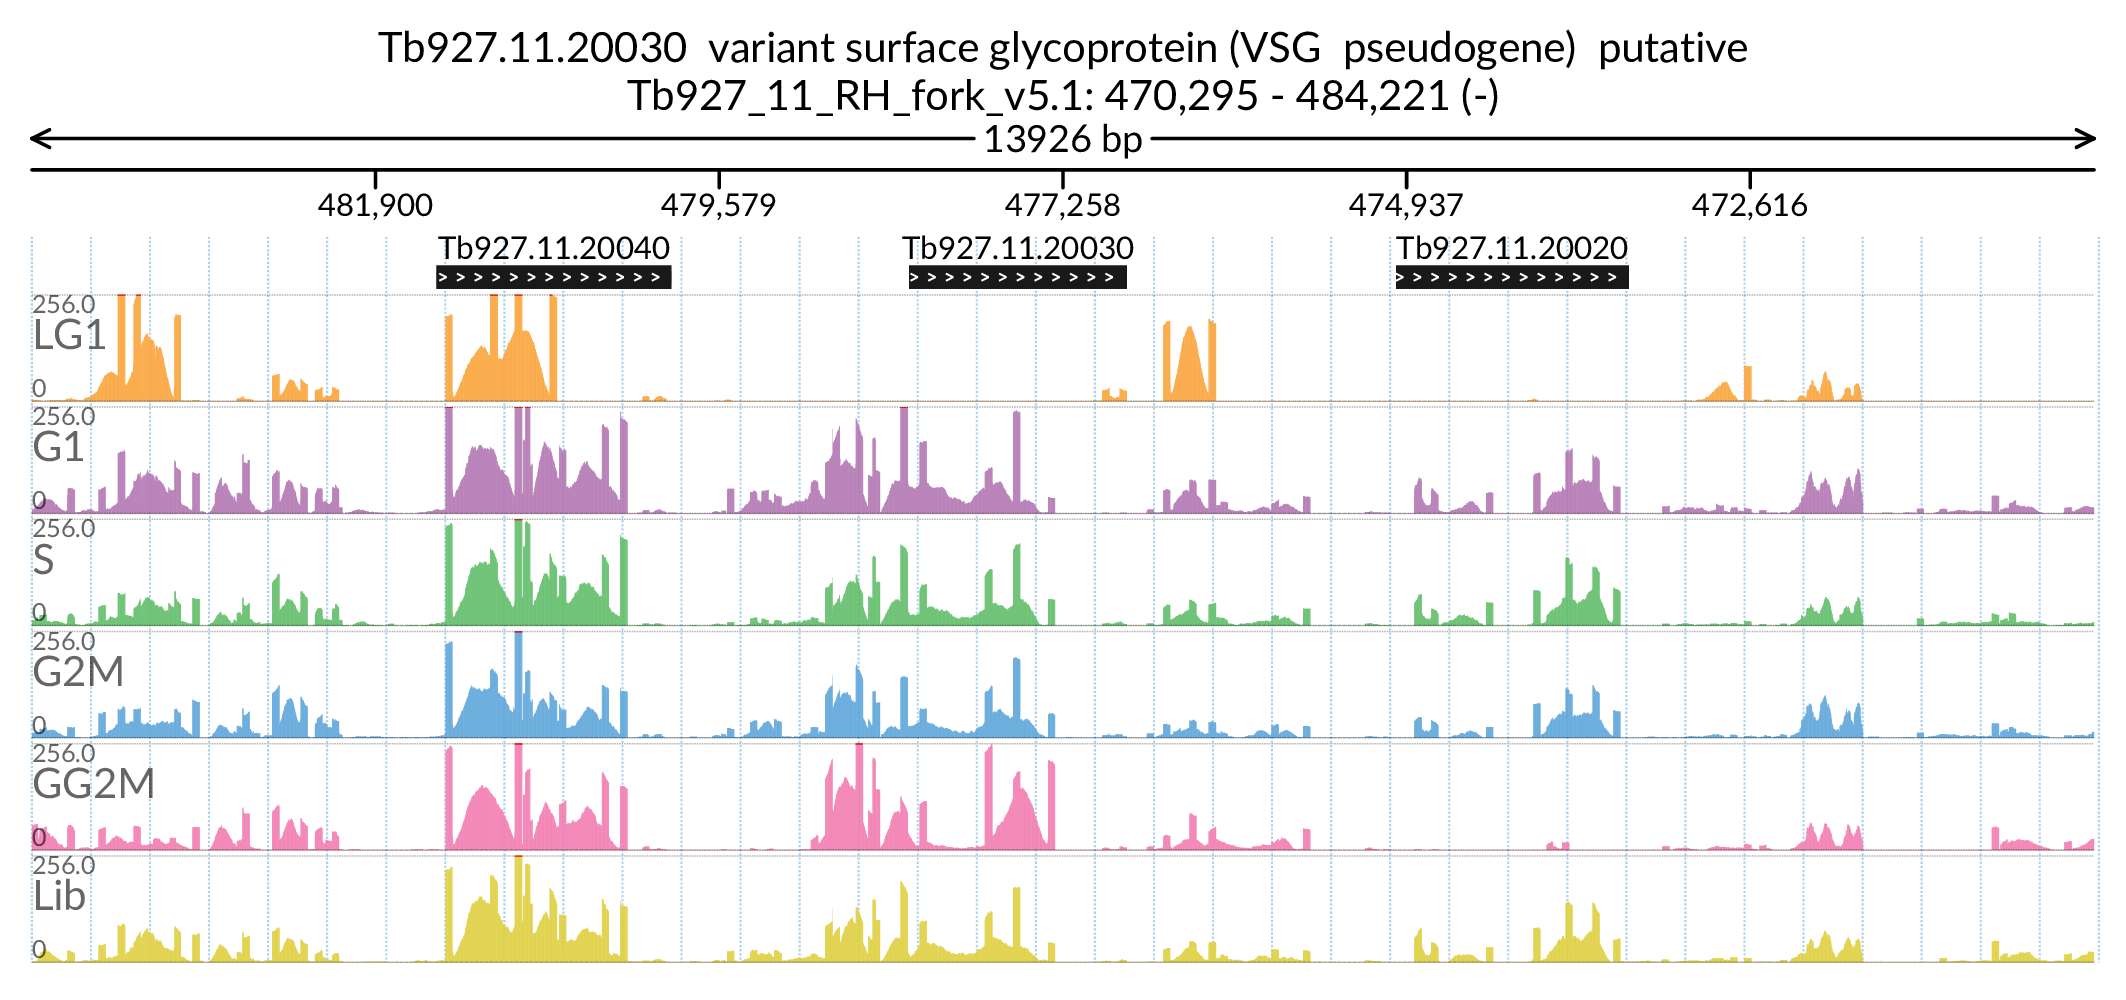 Tb927.11.20030  variant surface glycoprotein (VSG  pseudogene)  putative
Tb927_11_RH_fork_v5.1: 470,295 - 484,221 (-)
13926 bp
481,900 479,579 477,258 474,937 472,616
Tb927.11.20040 Tb927.11.20030 Tb927.11.20020
256.0
LG1
0
256.0
G1
0
256.0
S
0
256.0
G2M
0
256.0
GG2M
0
256.0
Lib
0